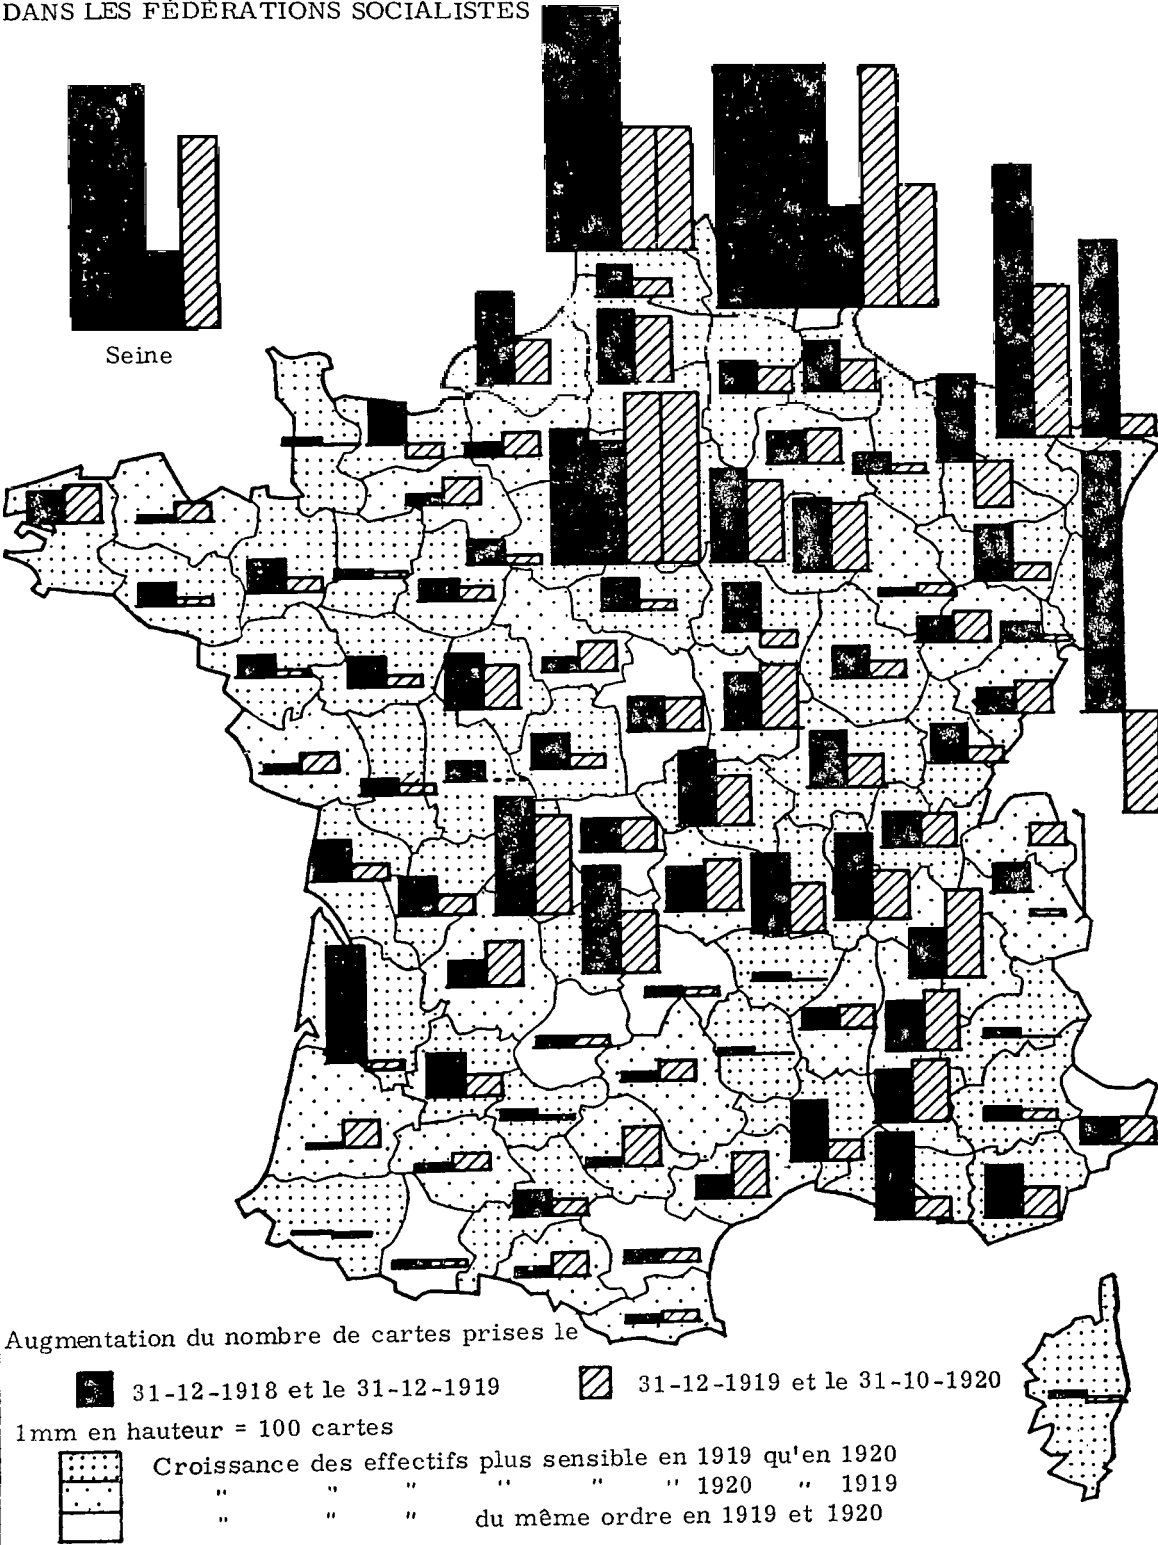 DANS LES FÉDÉRATIONS SOCIALISTES
Seine
Augmentation du nombre de cartes prises le
31-12-1918 et le 31-12-1919
31-12-1919 et le 31-10-1920
1mm en hauteur = 100 cartes
Croissance des effectifs plus sensible en 1919 qu'en 1920
" " " " " " 1920 " 1919
" " " du même ordre en 1919 et 1920